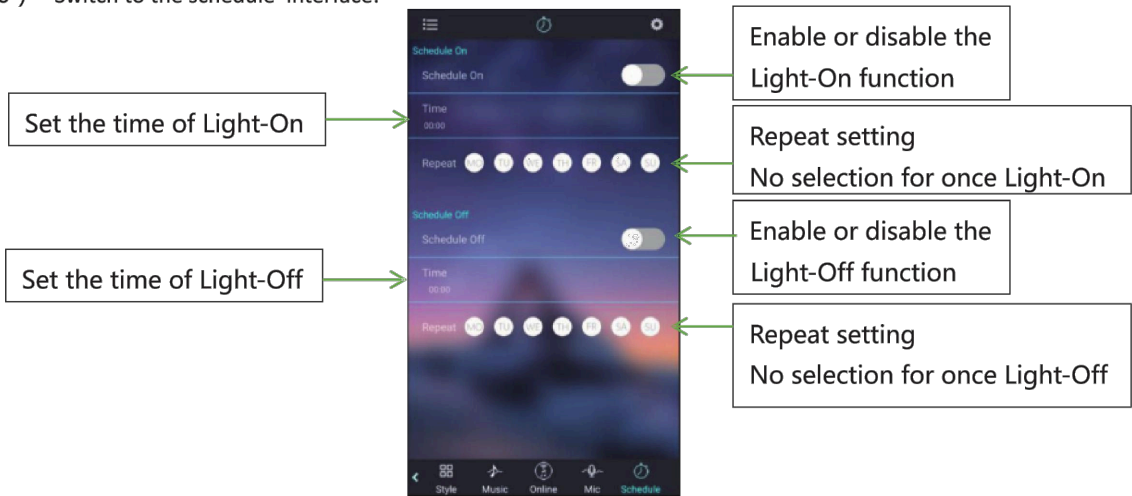 Switch to the schedule interface.
Schedule On
Schedule On
Enable or disable the
Light-On function
Set the time of Light-On
Time
00:00
Repeat MO TU WE TH FR SA SU
Repeat setting
No selection for once Light-On
Schedule Off
Schedule Off
Enable or disable the
Light-Off function
Set the time of Light-Off
Time
00:00
Repeat MO TU WE TH FR SA SU
Repeat setting
No selection for once Light-Off
Style Music Online Mic Schedule